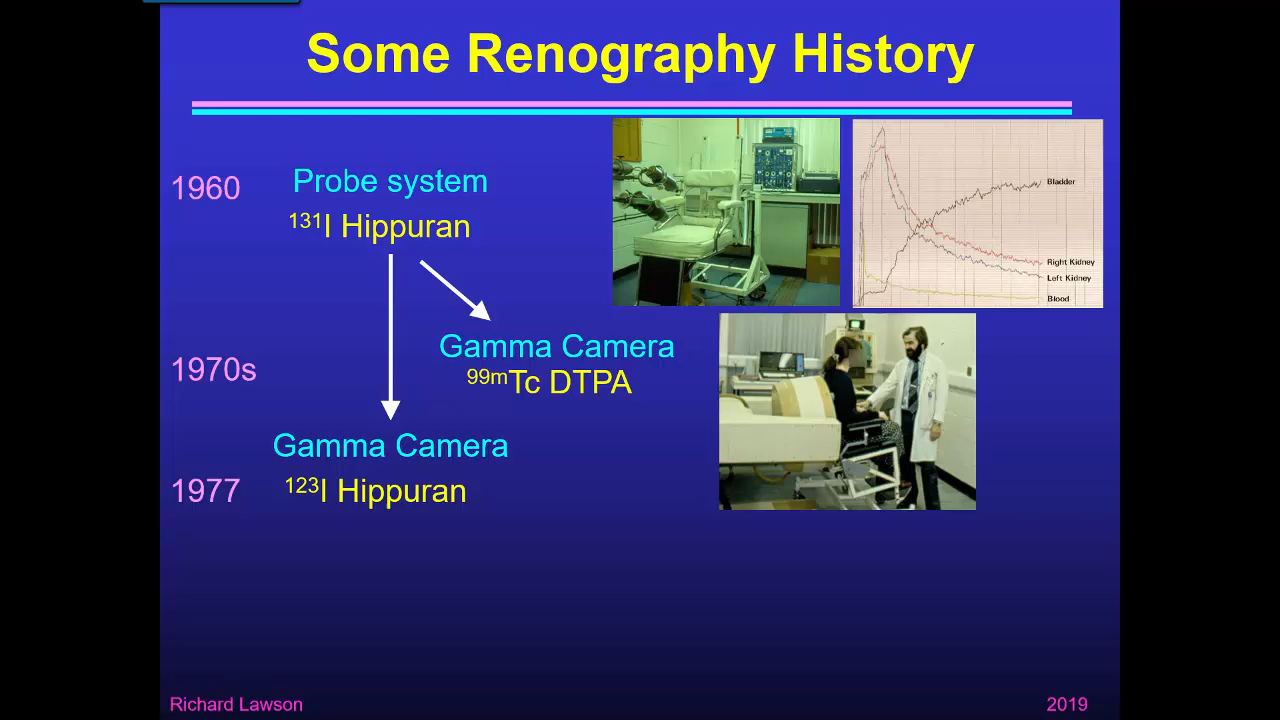 Some Renography History
1960
Probe system
¹³¹I Hippuran
Bladder
Right Kidney
Left Kidney
Blood
1970s
Gamma Camera
⁹⁹ᵐTc DTPA
Gamma Camera
1977
¹²³I Hippuran
Richard Lawson
2019